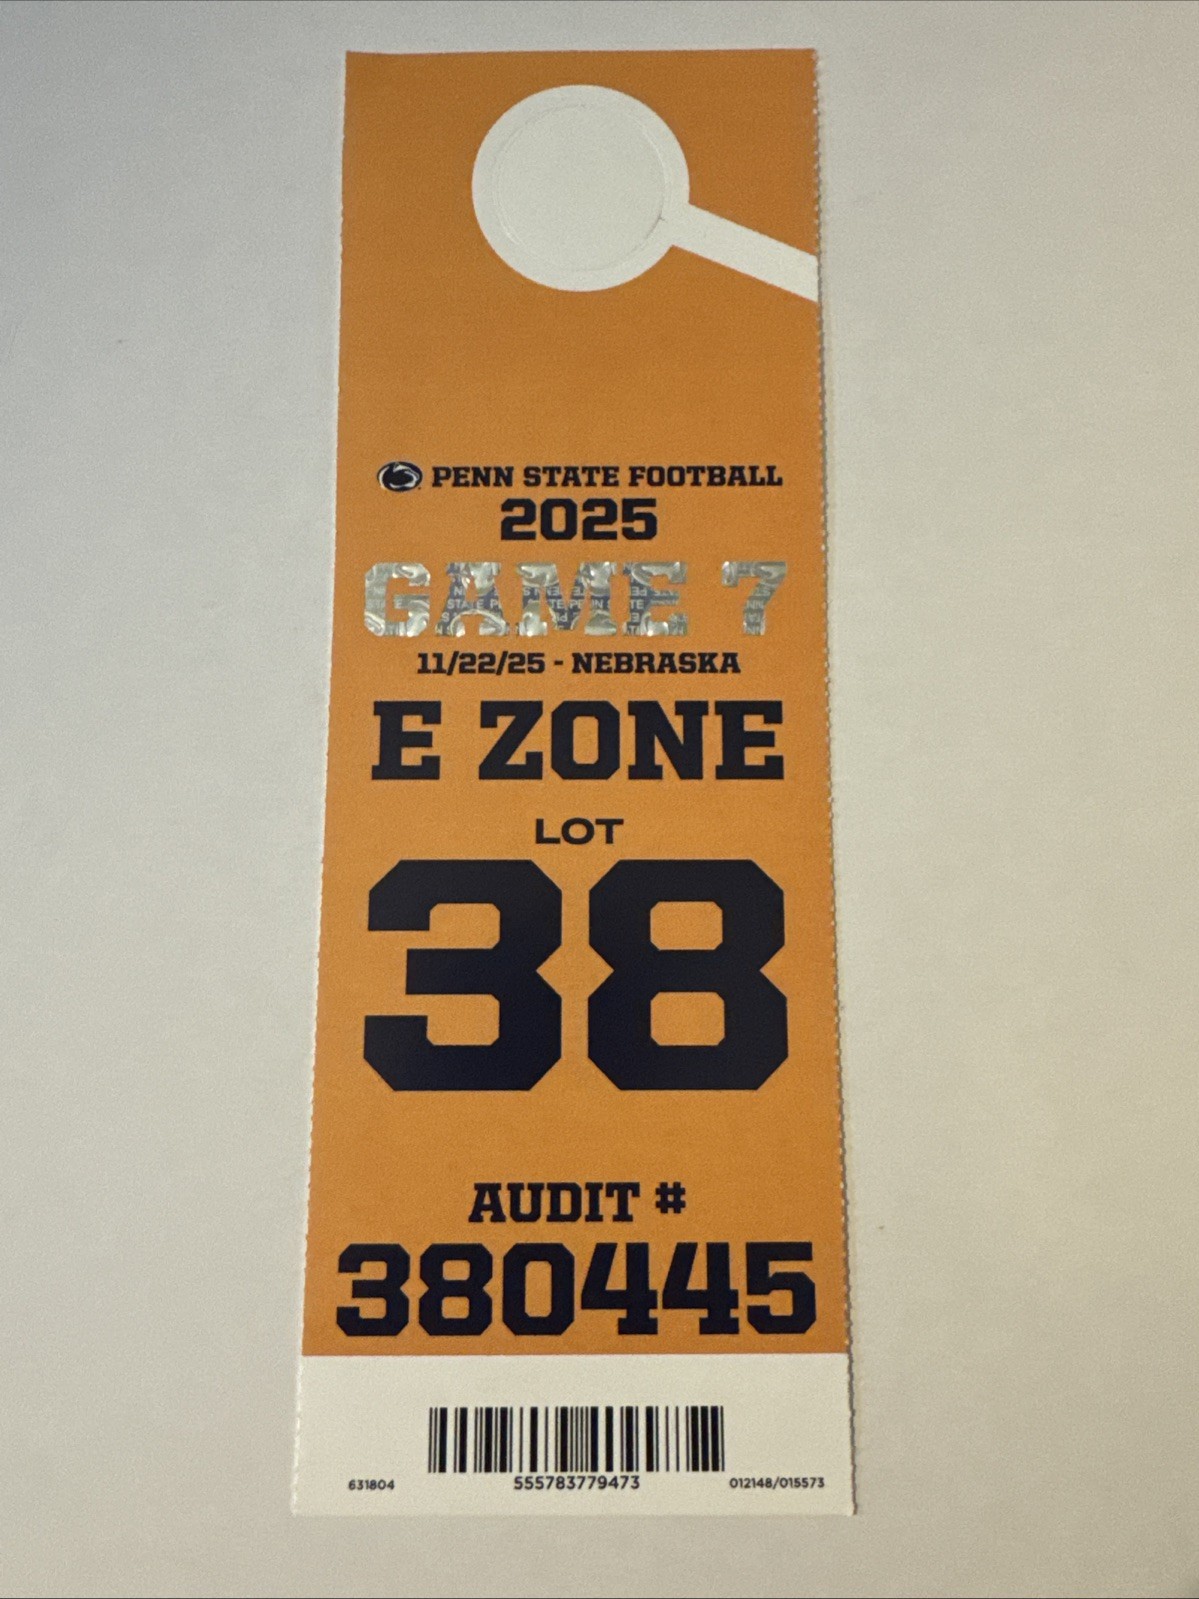 PENN STATE FOOTBALL
2025
GAME 7
11/22/25 - NEBRASKA
E ZONE
LOT
38
AUDIT #
380445
631804
555783779473
012148/015573